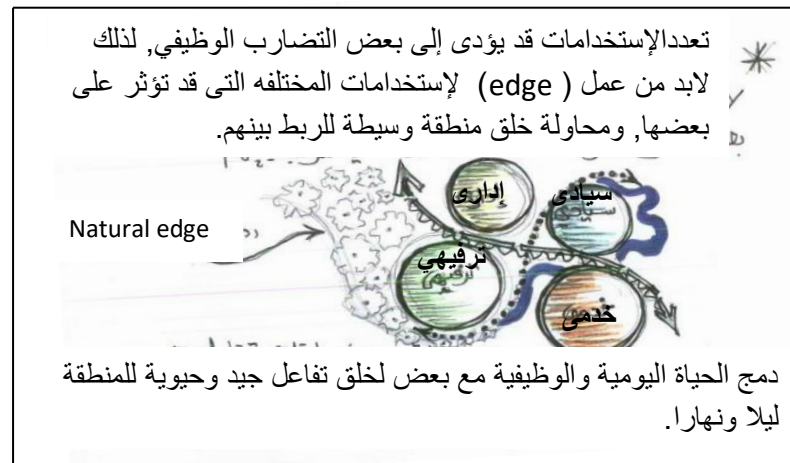 تعددالإستخدامات قد يؤدى إلى بعض التضارب الوظيفي, لذلك
لابد من عمل ( edge) لإستخدامات المختلفه التى قد تؤثر على
بعضها, ومحاولة خلق منطقة وسيطة للربط بينهم.
إدارى
سيادى
Natural edge
ترفيهي
خدمى
دمج الحياة اليومية والوظيفية مع بعض لخلق تفاعل جيد وحيوية للمنطقة
ليلا ونهارا.